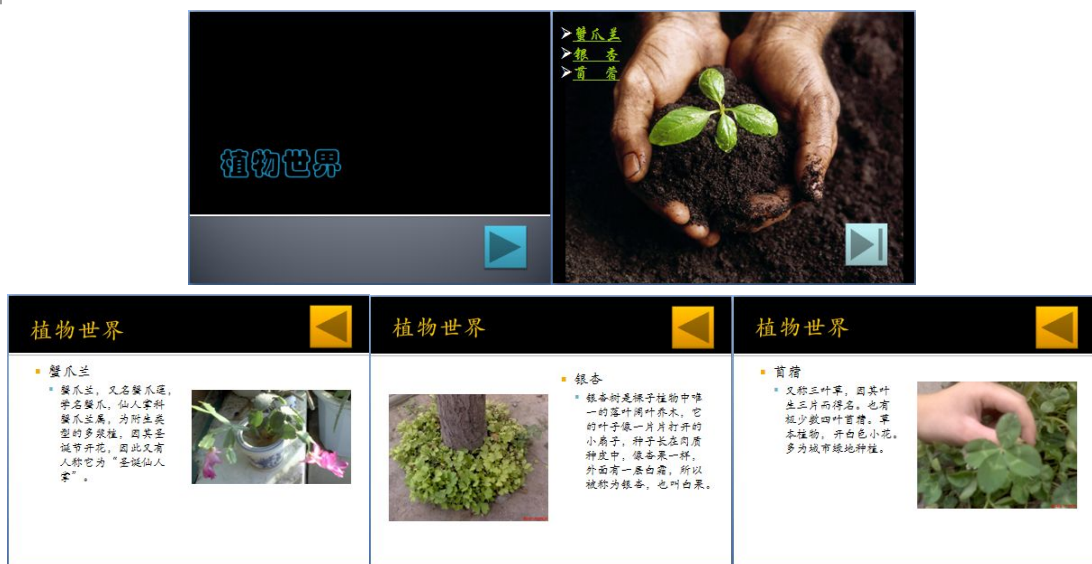 植物世界
蟹爪兰
银 杏
苜 蓿
植物世界
蟹爪兰
蟹爪兰，又名蟹爪莲，
学名蟹爪，仙人掌科
蟹爪兰属，为附生类
型的多浆植，因其圣
诞节开花，因此又有
人称它为“圣诞仙人
掌”。
植物世界
银杏
银杏树是裸子植物中唯
一的落叶阔叶乔木，它
的叶子像一片片打开的
小扇子，种子长在肉质
种皮中，像杏果一样，
外面有一层白霜，所以
被称为银杏，也叫白果。
植物世界
苜蓿
又称三叶草，因其叶
生三片而得名。也有
极少数四叶苜蓿。草
本植物，开白色小花。
多为城市绿地种植。